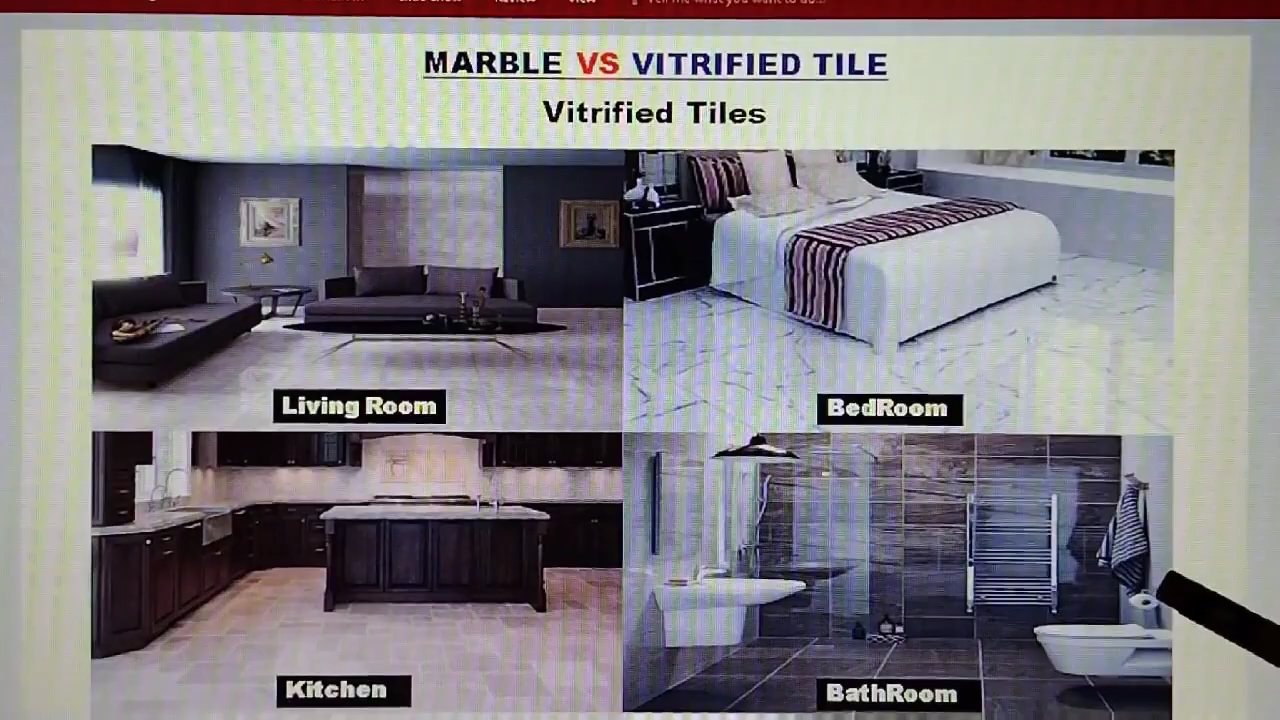 MARBLE VS VITRIFIED TILE
Vitrified Tiles
Living Room
BedRoom
Kitchen
BathRoom